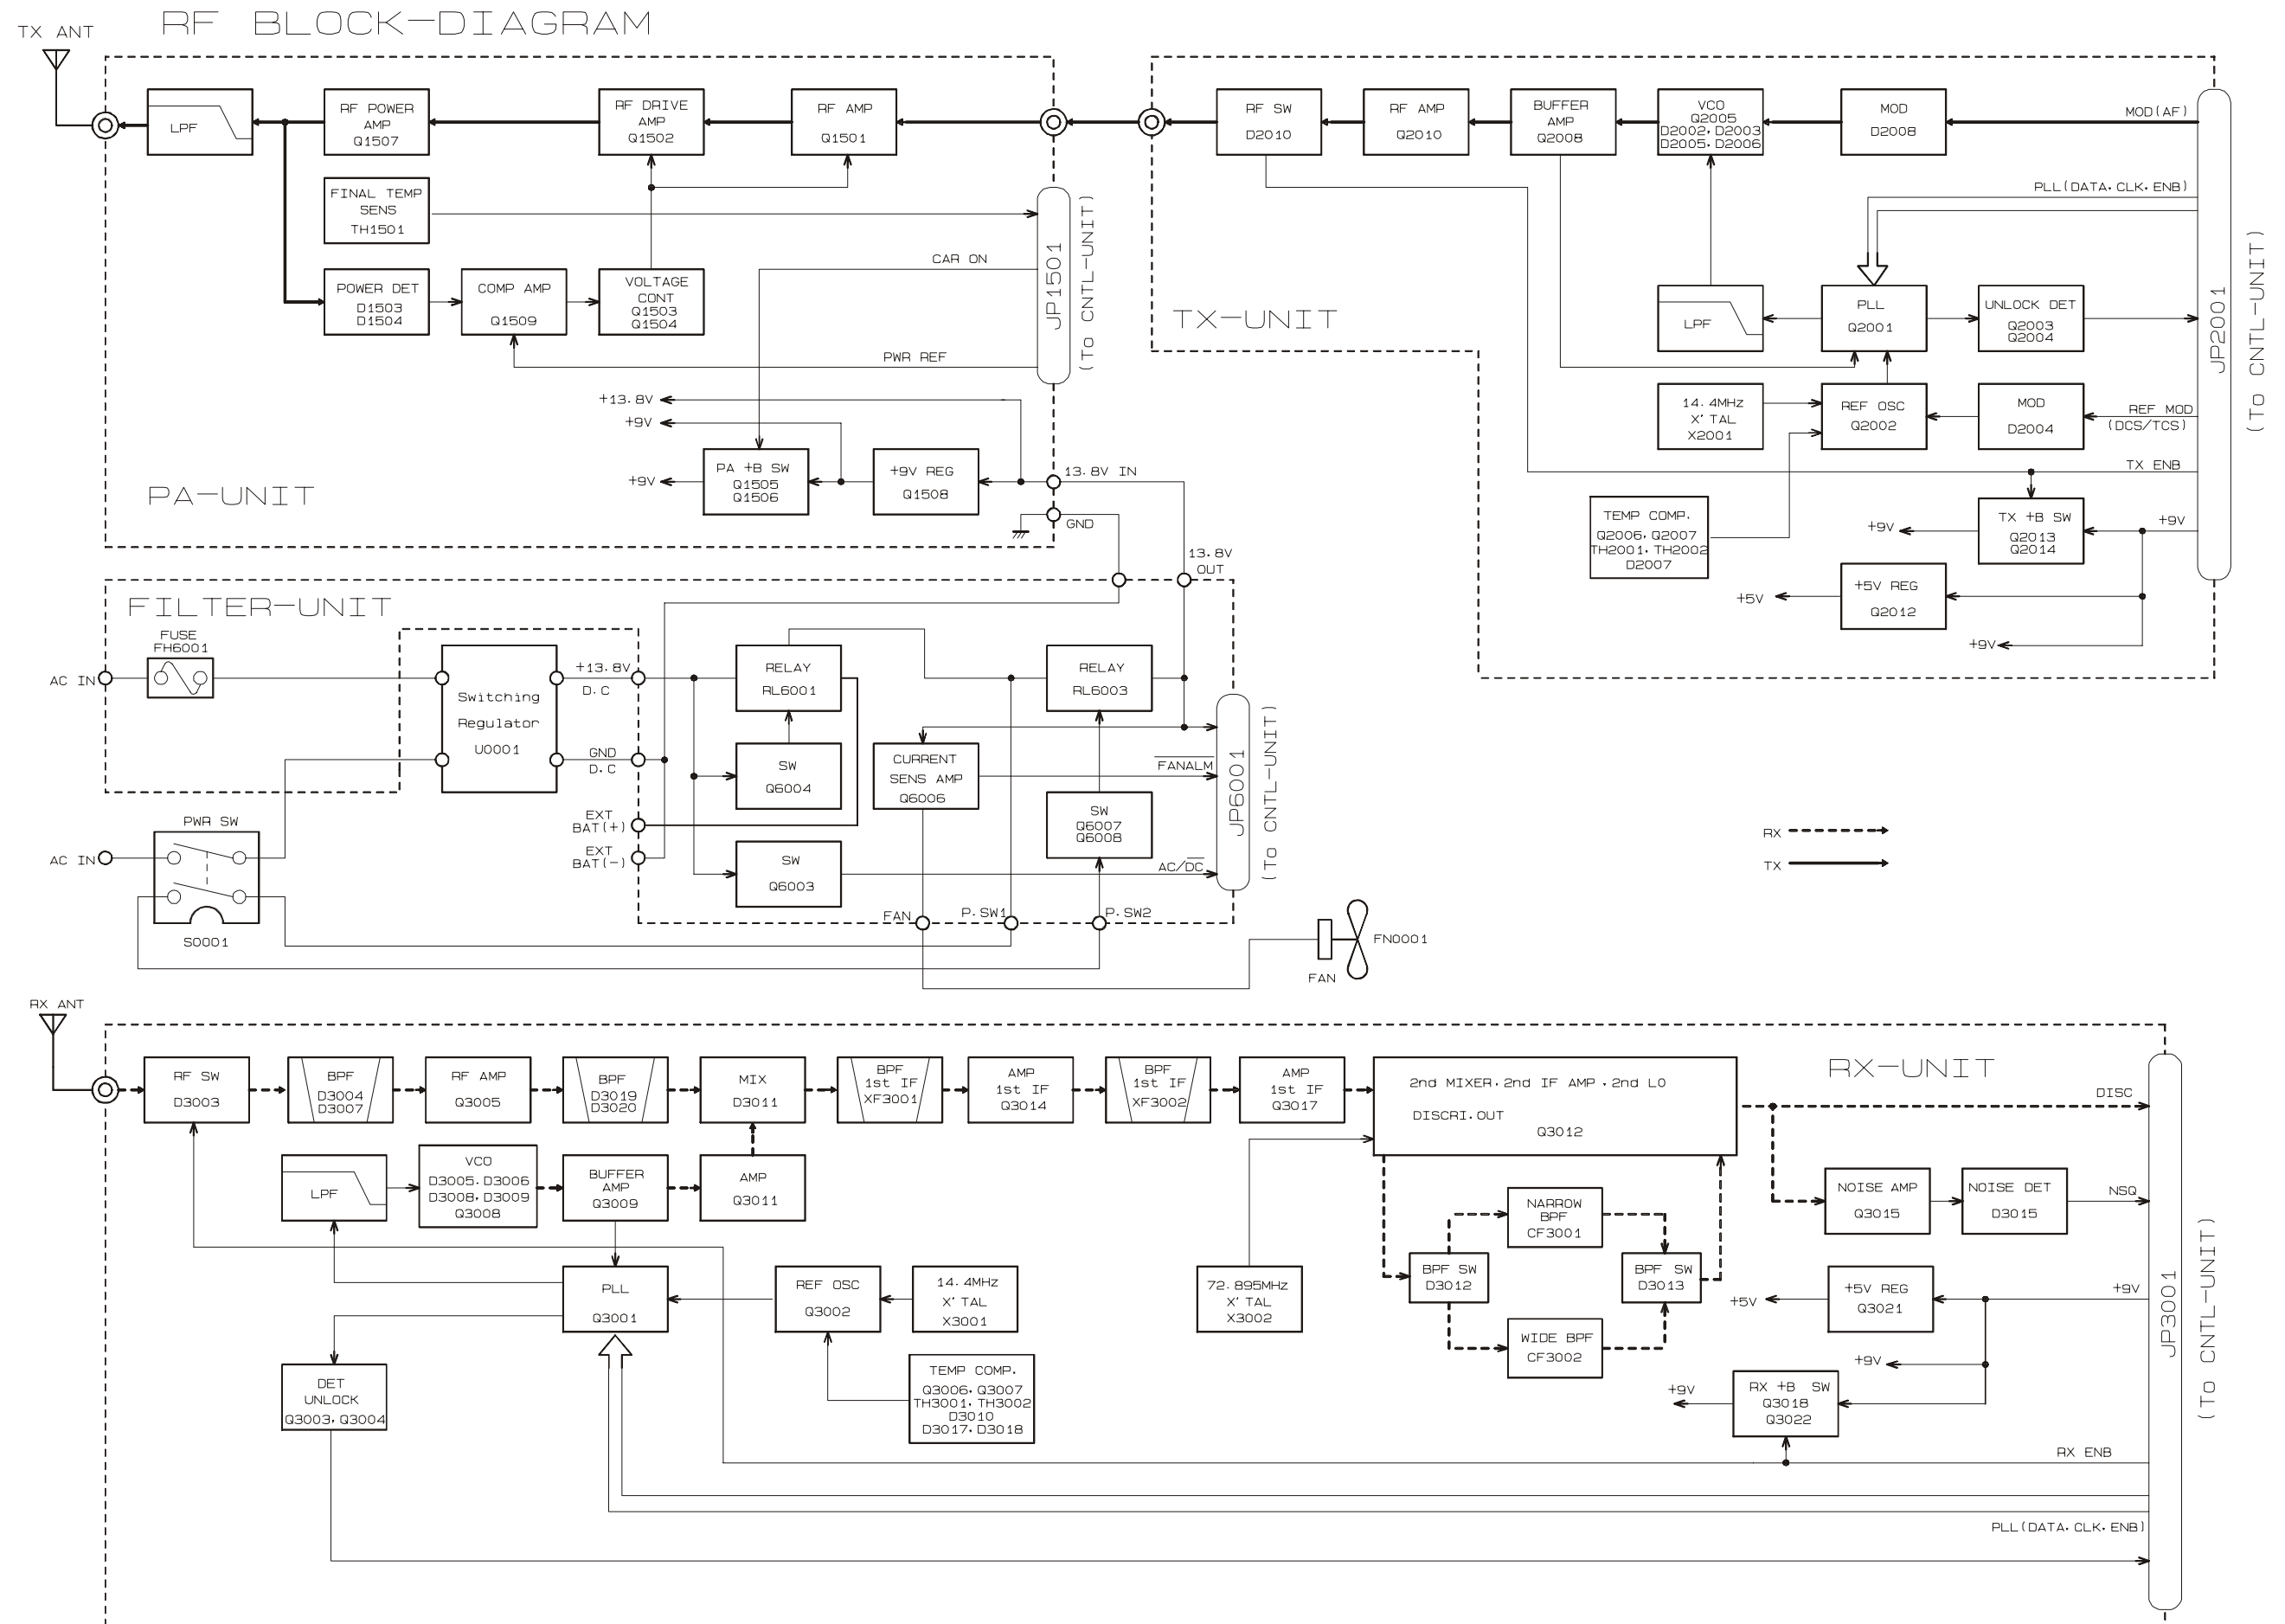 RF BLOCK-DIAGRAM
TX ANT
LPF
RF POWER
AMP
Q1507
RF DRIVE
AMP
Q1502
RF AMP
Q1501
FINAL TEMP
SENS
TH1501
POWER DET
D1503
D1504
COMP AMP
Q1509
VOLTAGE
CONT
Q1503
Q1504
CAR ON
PWR REF
JP1501
(To CNTL-UNIT)
+13.8V
+9V
+9V
PA +B SW
Q1505
Q1506
+9V REG
Q1508
13.8V IN
GND
PA-UNIT
RF SW
D2010
RF AMP
Q2010
BUFFER
AMP
Q2008
VCO
Q2005
D2002, D2003
D2005, D2006
MOD
D2008
MOD(AF)
PLL(DATA, CLK, ENB)
TX-UNIT
LPF
PLL
Q2001
UNLOCK DET
Q2003
Q2004
JP2001
(To CNTL-UNIT)
14.4MHz
X'TAL
X2001
REF OSC
Q2002
MOD
D2004
REF MOD
(DCS/TCS)
TX ENB
TEMP COMP.
Q2006, Q2007
TH2001, TH2002
D2007
+9V
TX +B SW
Q2013
Q2014
+9V
+5V
+5V REG
Q2012
+9V
FILTER-UNIT
13.8V
OUT
FUSE
FH6001
AC IN
Switching
Regulator
U0001
+13.8V
D.C
GND
D.C
RELAY
RL6001
RELAY
RL6003
SW
Q6004
CURRENT
SENS AMP
Q6006
FANALM
SW
Q6007
Q6008
JP6001
(To CNTL-UNIT)
EXT
BAT(+)
EXT
BAT(-)
SW
Q6003
AC/DC
PWR SW
AC IN
S0001
FAN
P.SW1
P.SW2
FAN
FN0001
RX
TX
RX ANT
RF SW
D3003
BPF
D3004
D3007
RF AMP
Q3005
BPF
D3019
D3020
MIX
D3011
BPF
1st IF
XF3001
AMP
1st IF
Q3014
BPF
1st IF
XF3002
AMP
1st IF
Q3017
2nd MIXER, 2nd IF AMP, 2nd LO
DISCRI.OUT
Q3012
RX-UNIT
DISC
LPF
VCO
D3005, D3006
D3008, D3009
Q3008
BUFFER
AMP
Q3009
AMP
Q3011
NARROW
BPF
CF3001
BPF SW
D3012
BPF SW
D3013
WIDE BPF
CF3002
NOISE AMP
Q3015
NOISE DET
D3015
NSQ
PLL
Q3001
REF OSC
Q3002
14.4MHz
X'TAL
X3001
72.895MHz
X'TAL
X3002
+5V
+5V REG
Q3021
+9V
JP3001
(To CNTL-UNIT)
DET
UNLOCK
Q3003, Q3004
TEMP COMP.
Q3006, Q3007
TH3001, TH3002
D3010
D3017, D3018
+9V
+9V
RX +B SW
Q3018
Q3022
RX ENB
PLL(DATA, CLK, ENB)